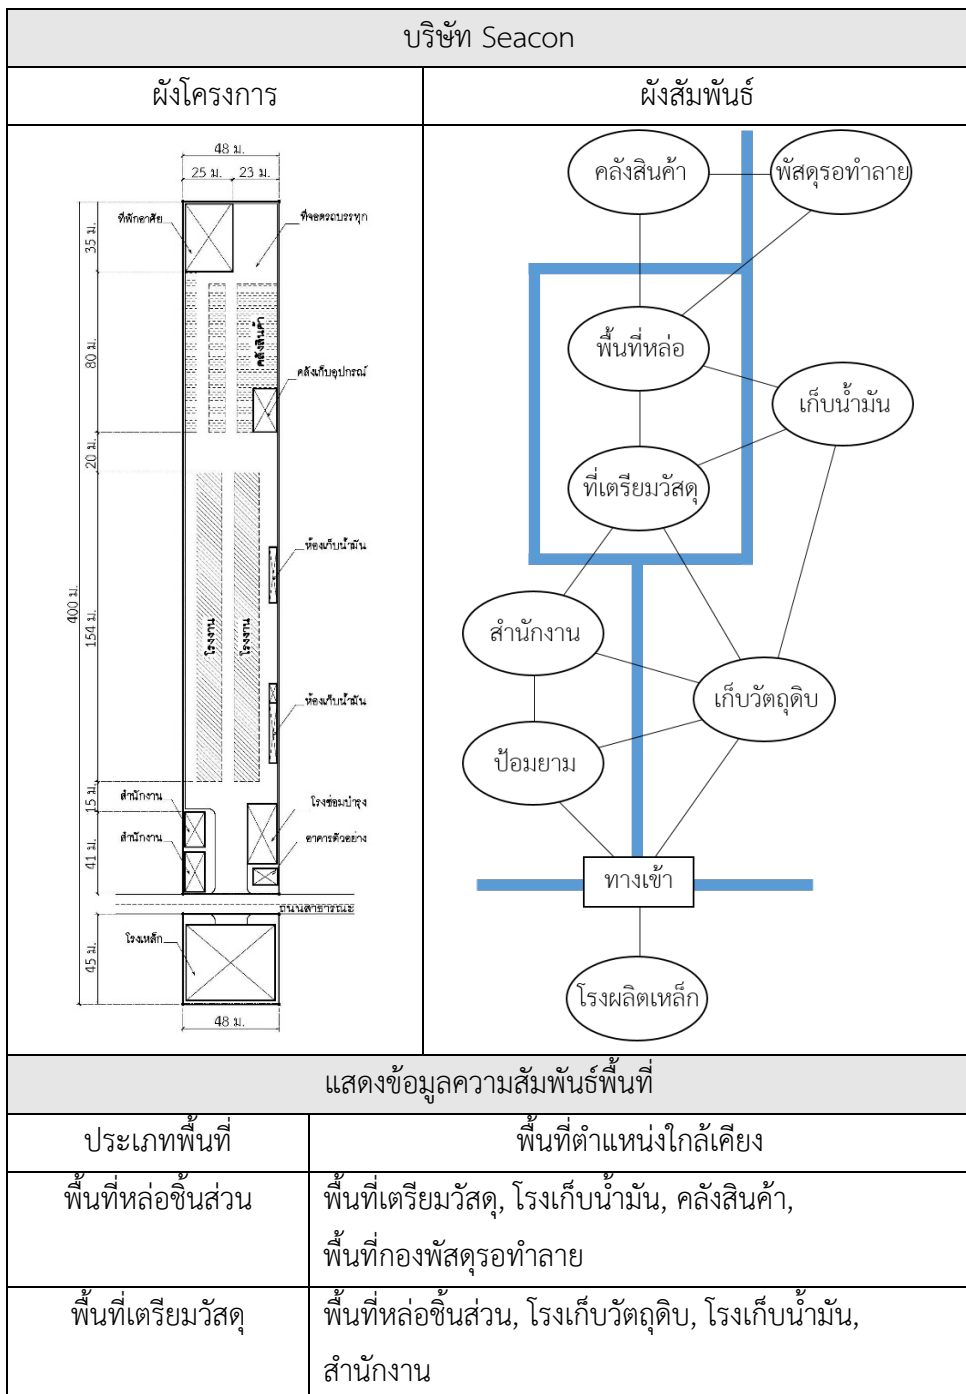 บริษัท Seacon
ผังโครงการ
ผังสัมพันธ์
48 ม.
25 ม.
23 ม.
ที่พักอาศัย
ที่จอดรถบรรทุก
35 ม.
80 ม.
คลังสินค้า
คลังเก็บอุปกรณ์
20 ม.
ห้องเก็บน้ำมัน
400 ม.
154 ม.
โรงงาน
โรงงาน
ห้องเก็บน้ำมัน
15 ม.
สำนักงาน
โรงซ่อมบำรุง
สำนักงาน
อาคารตัวอย่าง
41 ม.
ถนนสาธารณะ
โรงเหล็ก
45 ม.
48 ม.
คลังสินค้า
พัสดุรอทำลาย
พื้นที่หล่อ
เก็บน้ำมัน
ที่เตรียมวัสดุ
สำนักงาน
เก็บวัตถุดิบ
ป้อมยาม
ทางเข้า
โรงผลิตเหล็ก
แสดงข้อมูลความสัมพันธ์พื้นที่
ประเภทพื้นที่
พื้นที่ตำแหน่งใกล้เคียง
พื้นที่หล่อชิ้นส่วน
พื้นที่เตรียมวัสดุ, โรงเก็บน้ำมัน, คลังสินค้า,
พื้นที่กองพัสดุรอทำลาย
พื้นที่เตรียมวัสดุ
พื้นที่หล่อชิ้นส่วน, โรงเก็บวัตถุดิบ, โรงเก็บน้ำมัน,
สำนักงาน